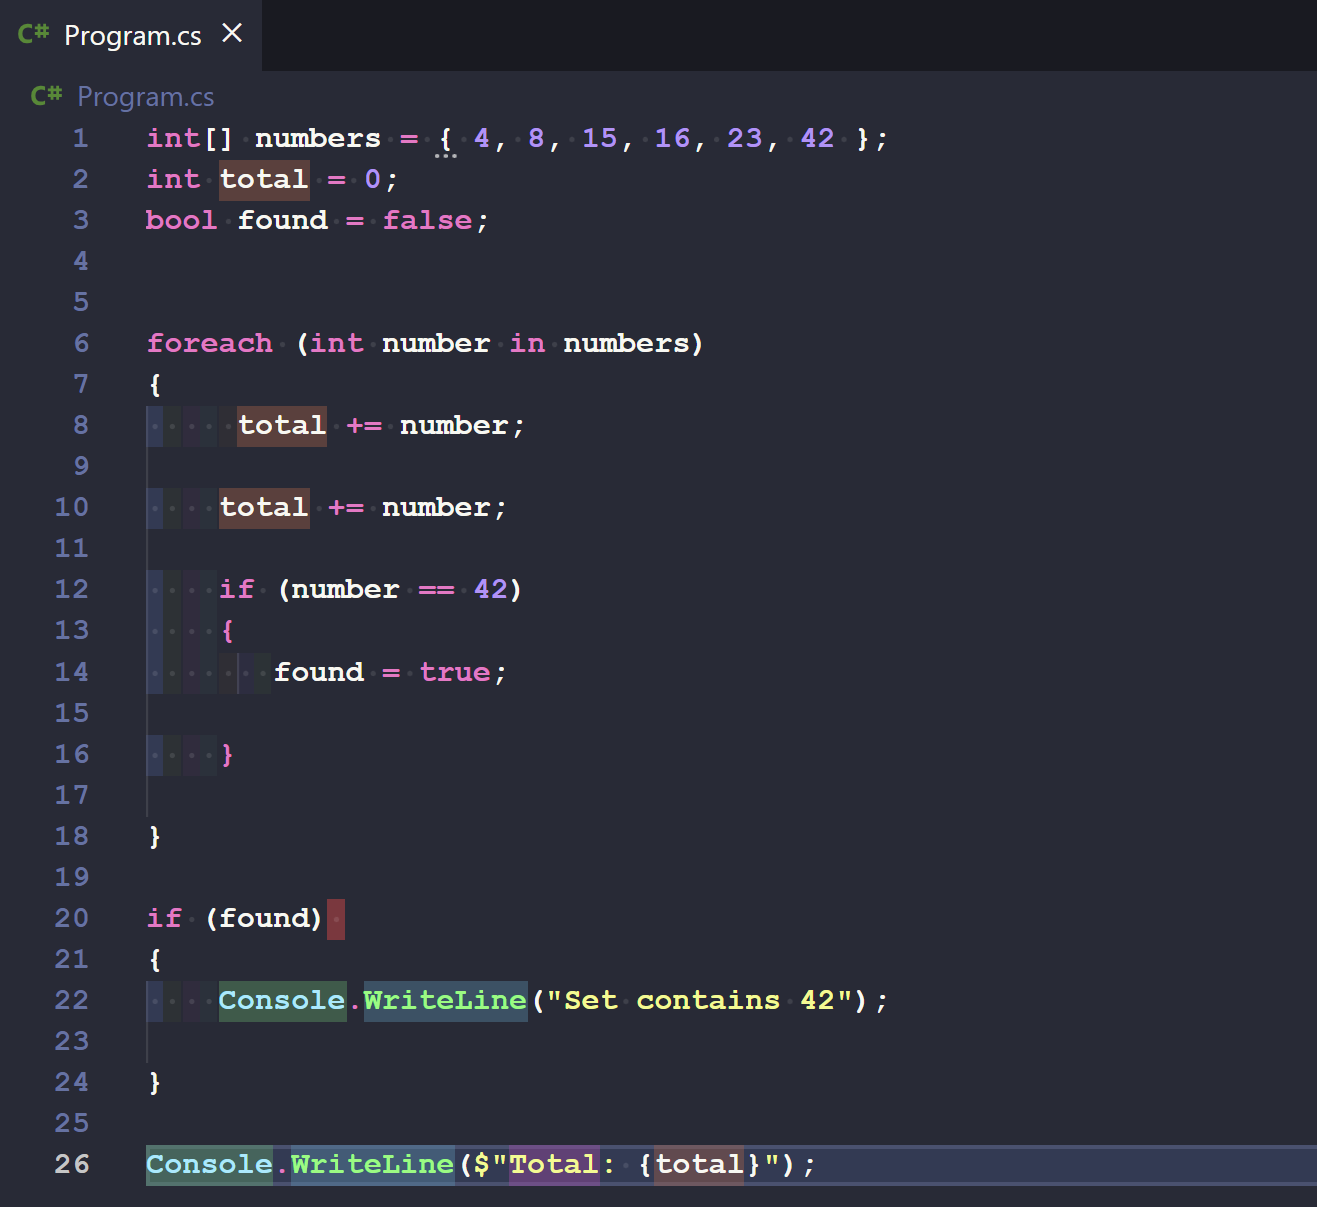 C# Program.cs ×
C# Program.cs
1 int[] numbers = { 4, 8, 15, 16, 23, 42 };
2 int total = 0;
3 bool found = false;
4
5
6 foreach (int number in numbers)
7 {
8      total += number;
9
10     total += number;
11
12     if (number == 42)
13     {
14        found = true;
15
16     }
17
18 }
19
20 if (found)
21 {
22     Console.WriteLine("Set contains 42");
23
24 }
25
26 Console.WriteLine($"Total: {total}");